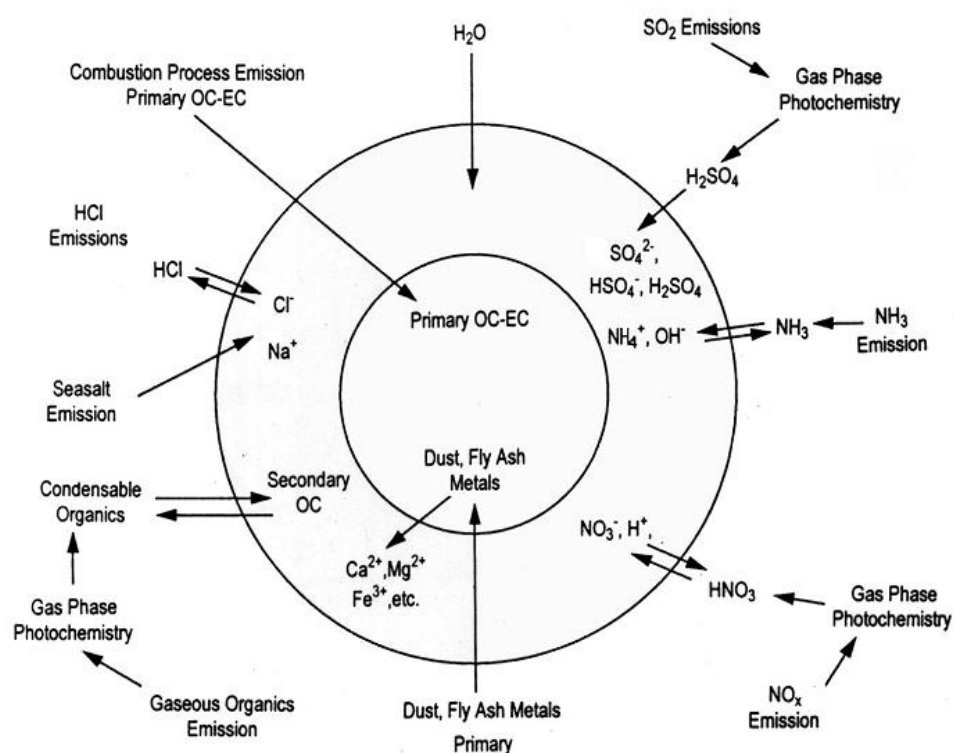 H₂O
SO₂ Emissions
Combustion Process Emission
Primary OC-EC
Gas Phase
Photochemistry
H₂SO₄
HCl
Emissions
HCl
Cl⁻
Na⁺
SO₄²⁻,
HSO₄⁻, H₂SO₄
NH₄⁺, OH⁻
NH₃
NH₃
Emission
Primary OC-EC
Seasalt
Emission
Dust, Fly Ash
Metals
Condensable
Organics
Secondary
OC
Ca²⁺,Mg²⁺
Fe³⁺,etc.
NO₃⁻, H⁺,
HNO₃
Gas Phase
Photochemistry
Gas Phase
Photochemistry
Gaseous Organics
Emission
Dust, Fly Ash Metals
Primary
NOₓ
Emission